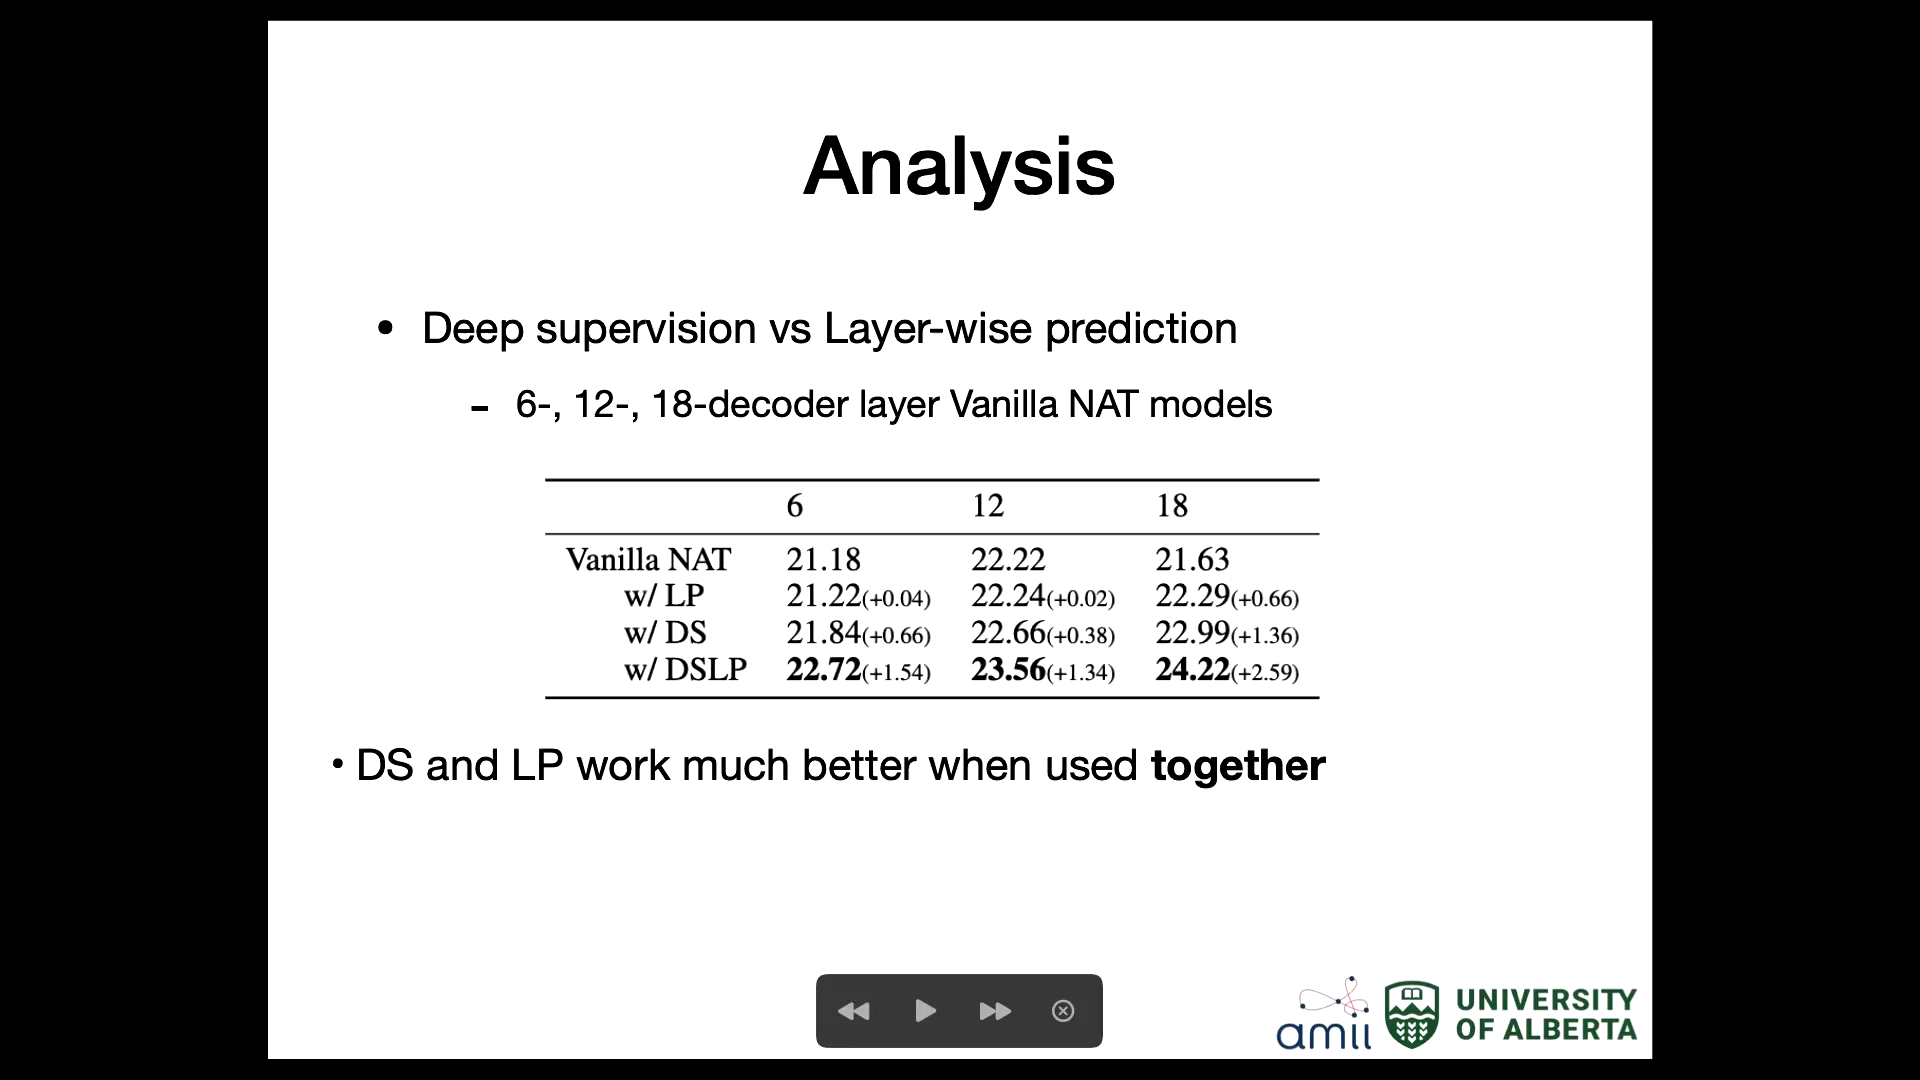 Analysis
• Deep supervision vs Layer-wise prediction
- 6-, 12-, 18-decoder layer Vanilla NAT models
6 12 18
Vanilla NAT 21.18 22.22 21.63
w/ LP 21.22(+0.04) 22.24(+0.02) 22.29(+0.66)
w/ DS 21.84(+0.66) 22.66(+0.38) 22.99(+1.36)
w/ DSLP 22.72(+1.54) 23.56(+1.34) 24.22(+2.59)
• DS and LP work much better when used together
amii
UNIVERSITY
OF ALBERTA